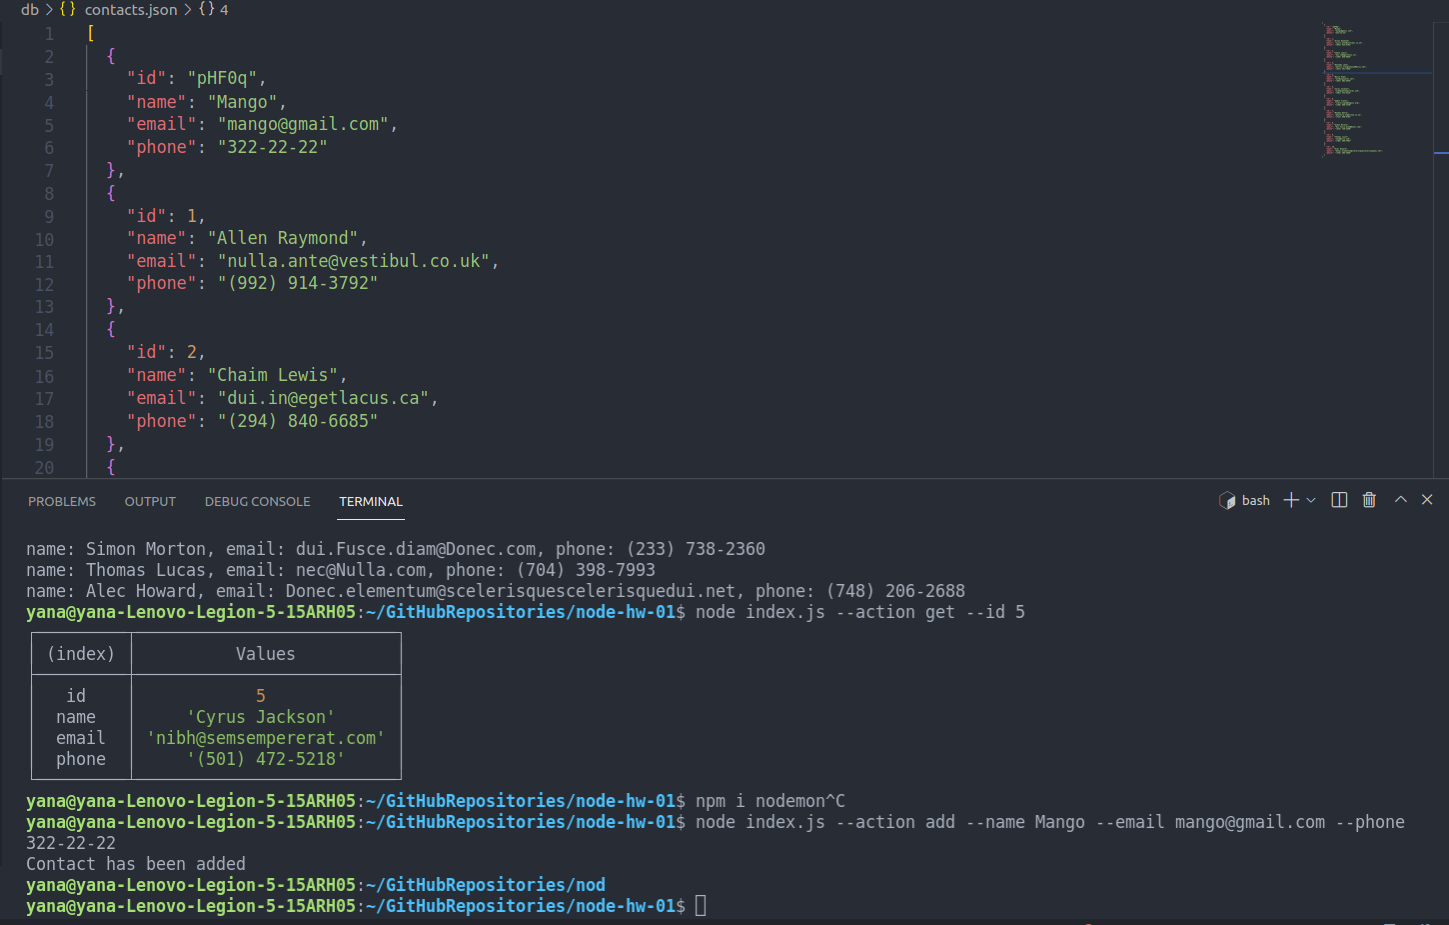 db > {} contacts.json > {} 4
1 [
2 {
3 "id": "pHF0q",
4 "name": "Mango",
5 "email": "mango@gmail.com",
6 "phone": "322-22-22"
7 },
8 {
9 "id": 1,
10 "name": "Allen Raymond",
11 "email": "nulla.ante@vestibul.co.uk",
12 "phone": "(992) 914-3792"
13 },
14 {
15 "id": 2,
16 "name": "Chaim Lewis",
17 "email": "dui.in@egetlacus.ca",
18 "phone": "(294) 840-6685"
19 },
20 {
PROBLEMS OUTPUT DEBUG CONSOLE TERMINAL bash
name: Simon Morton, email: dui.Fusce.diam@Donec.com, phone: (233) 738-2360
name: Thomas Lucas, email: nec@Nulla.com, phone: (704) 398-7993
name: Alec Howard, email: Donec.elementum@scelerisquescelerisquedui.net, phone: (748) 206-2688
yana@yana-Lenovo-Legion-5-15ARH05:~/GitHubRepositories/node-hw-01$ node index.js --action get --id 5
(index) Values
id 5
name 'Cyrus Jackson'
email 'nibh@semsempererat.com'
phone '(501) 472-5218'
yana@yana-Lenovo-Legion-5-15ARH05:~/GitHubRepositories/node-hw-01$ npm i nodemon^C
yana@yana-Lenovo-Legion-5-15ARH05:~/GitHubRepositories/node-hw-01$ node index.js --action add --name Mango --email mango@gmail.com --phone
322-22-22
Contact has been added
yana@yana-Lenovo-Legion-5-15ARH05:~/GitHubRepositories/nod
yana@yana-Lenovo-Legion-5-15ARH05:~/GitHubRepositories/node-hw-01$